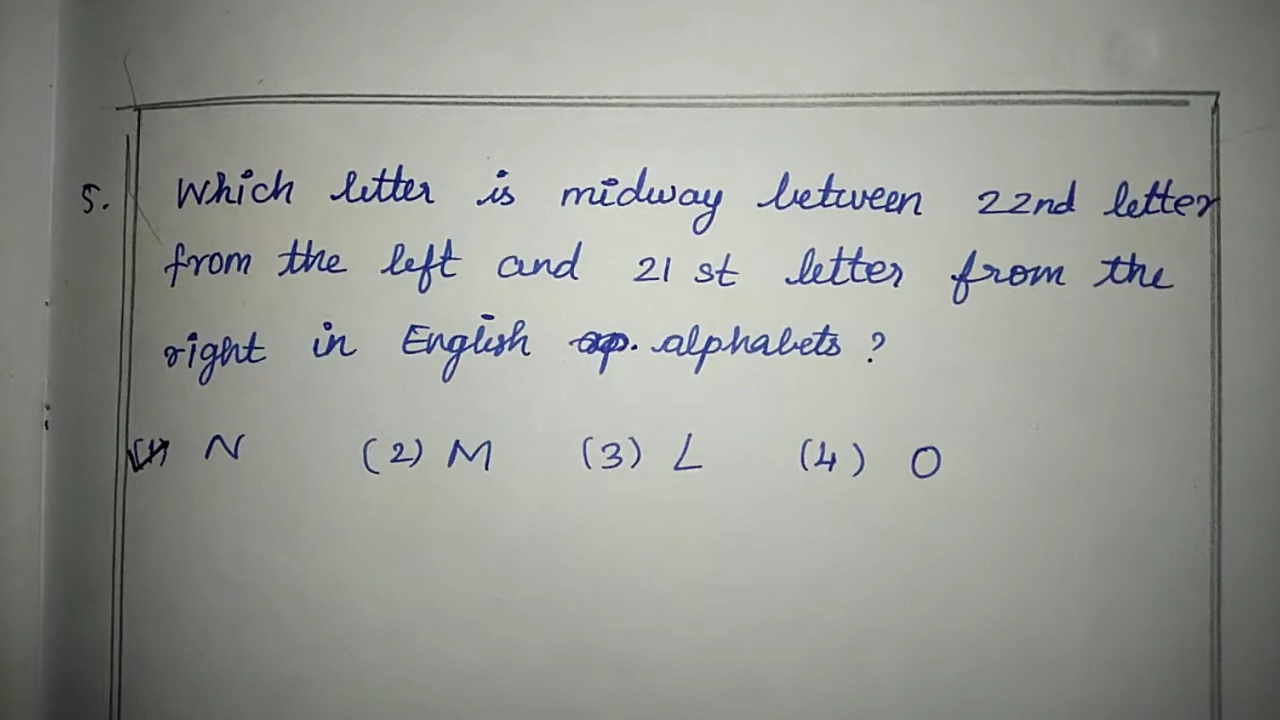 5. Which letter is midway between 22nd letter
from the left and 21 st letter from the
right in English alphabets ?
(1) N (2) M (3) L (4) O